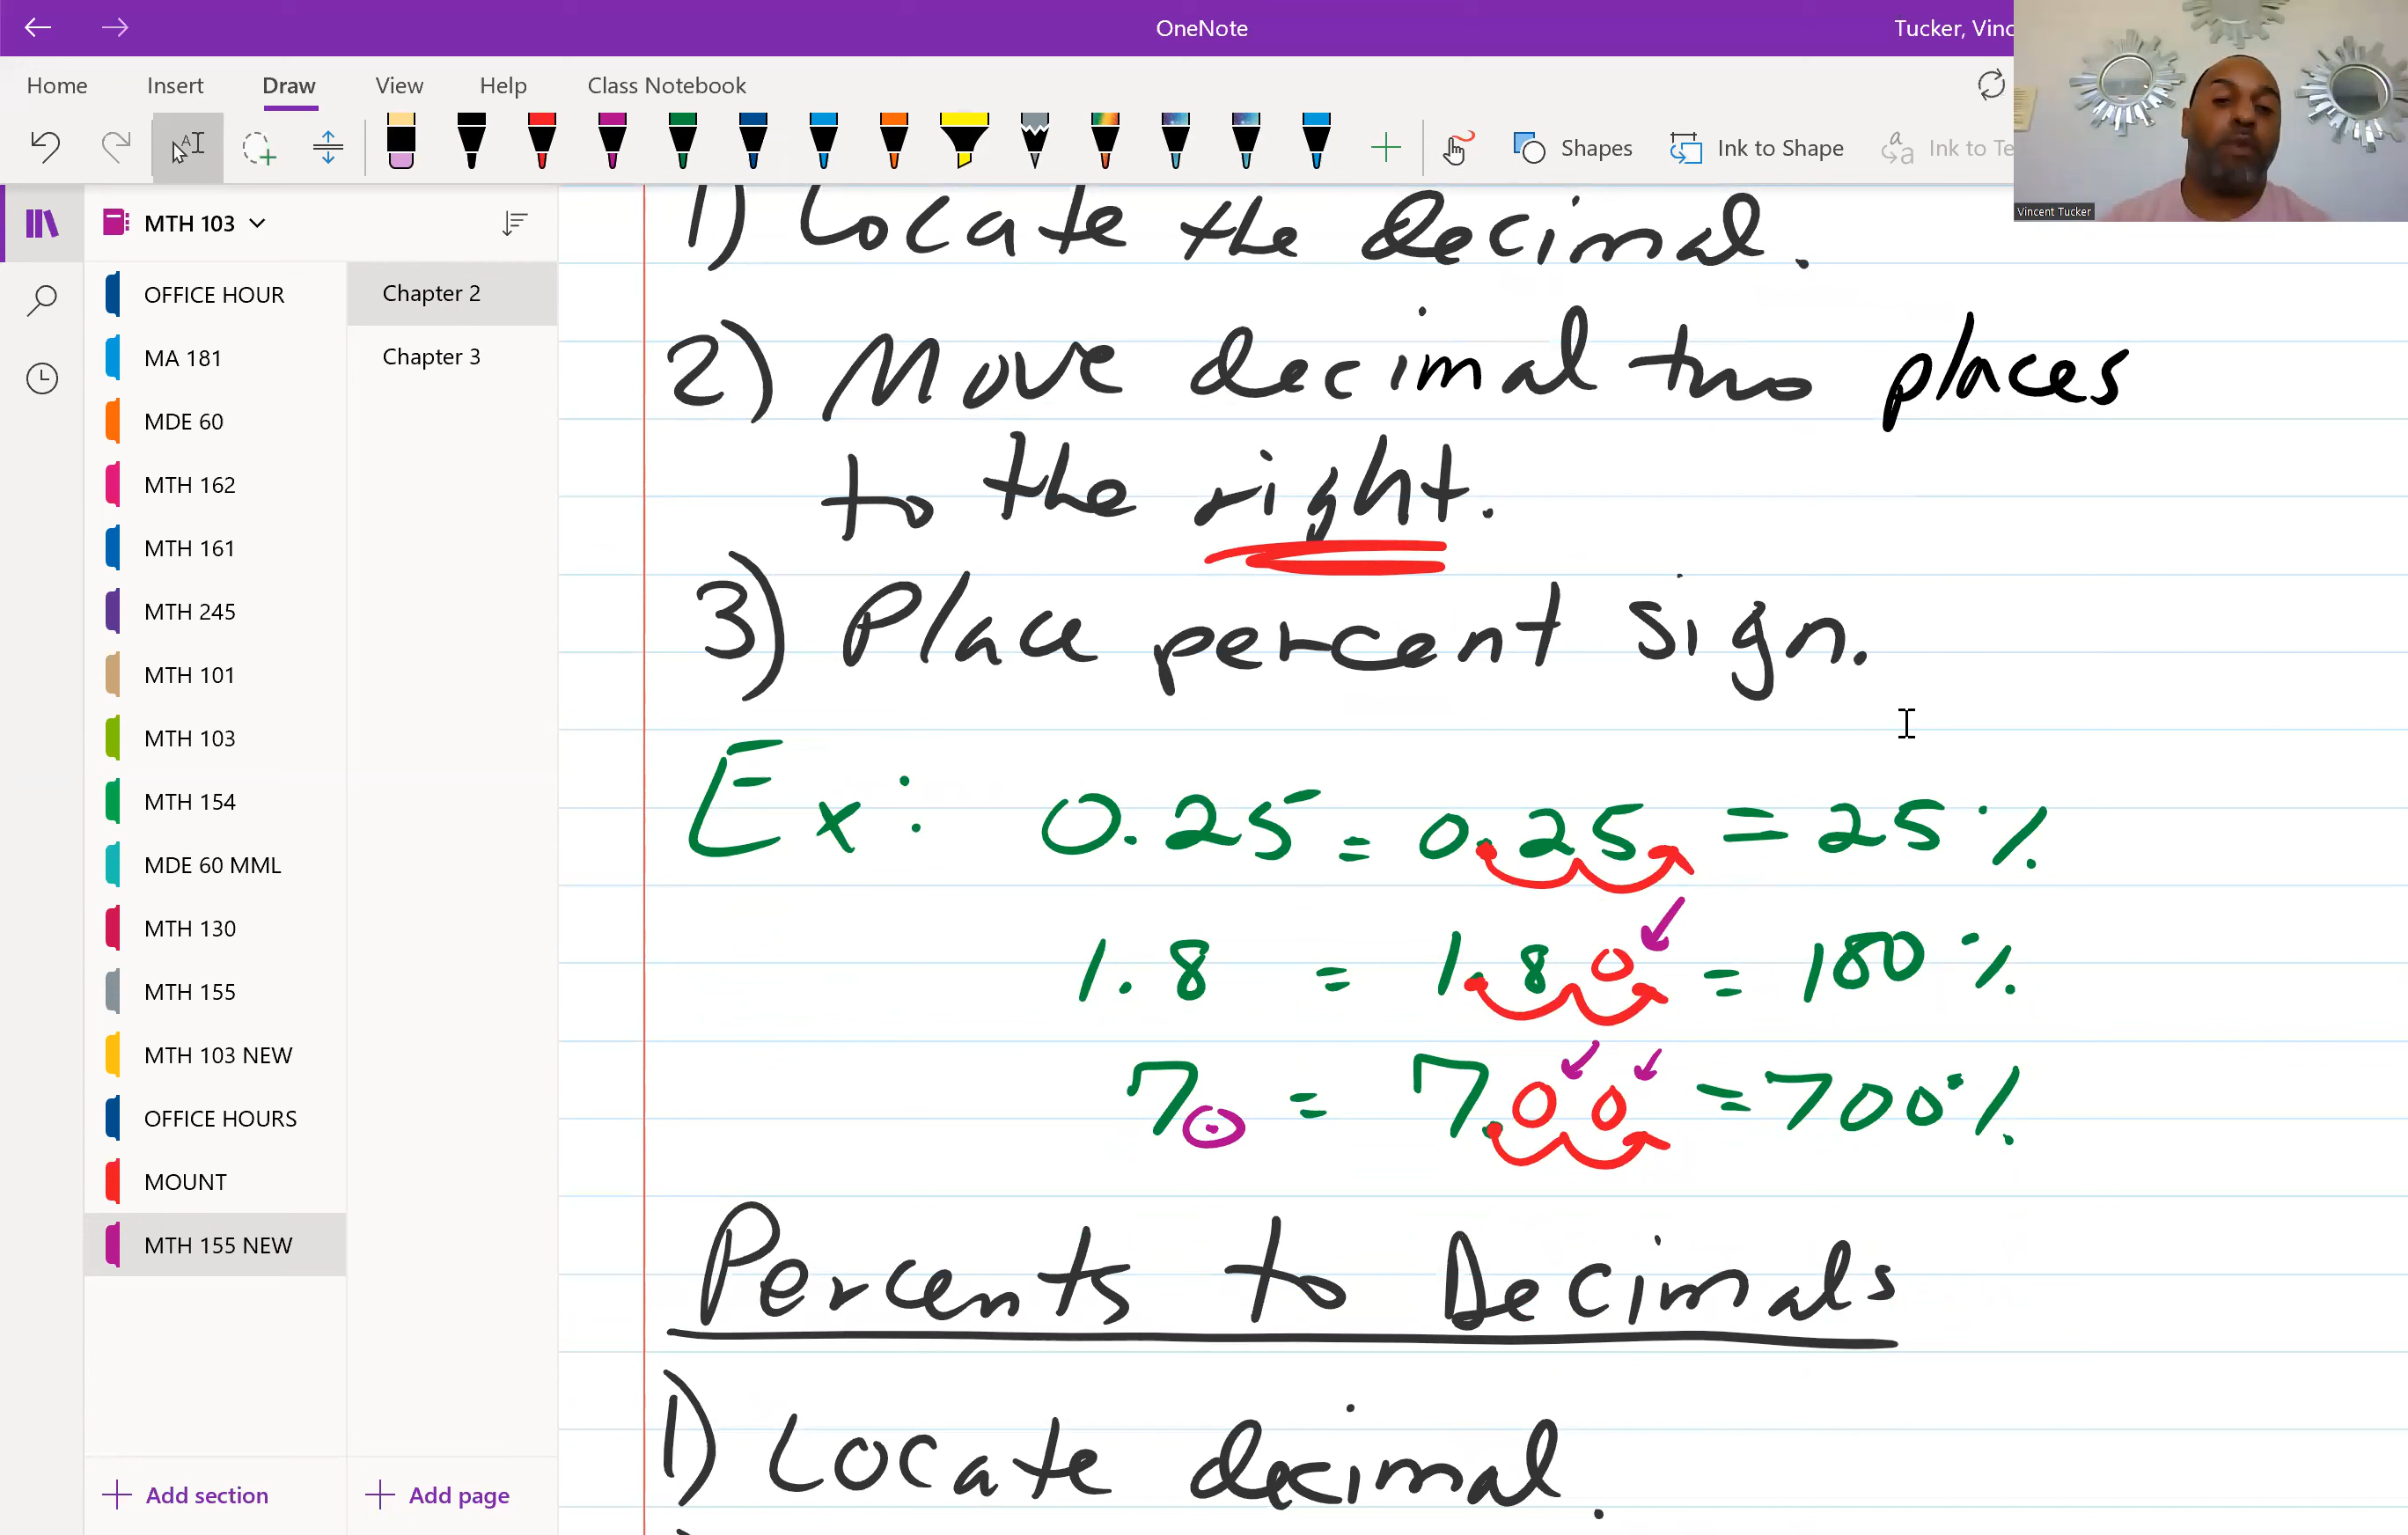 OneNote
Tucker, Vinc
Home Insert Draw View Help Class Notebook
Shapes Ink to Shape Ink to Te
Vincent Tucker
MTH 103
OFFICE HOUR
MA 181
MDE 60
MTH 162
MTH 161
MTH 245
MTH 101
MTH 103
MTH 154
MDE 60 MML
MTH 130
MTH 155
MTH 103 NEW
OFFICE HOURS
MOUNT
MTH 155 NEW
Add section
Chapter 2
Chapter 3
Add page
1) Locate the decimal.
2) Move decimal two places
to the right.
3) Place percent sign.
Ex: 0.25 = 0.25 = 25%
1.8 = 1.80 = 180%
7. = 7.00 = 700%
Percents to Decimals
1) Locate decimal.